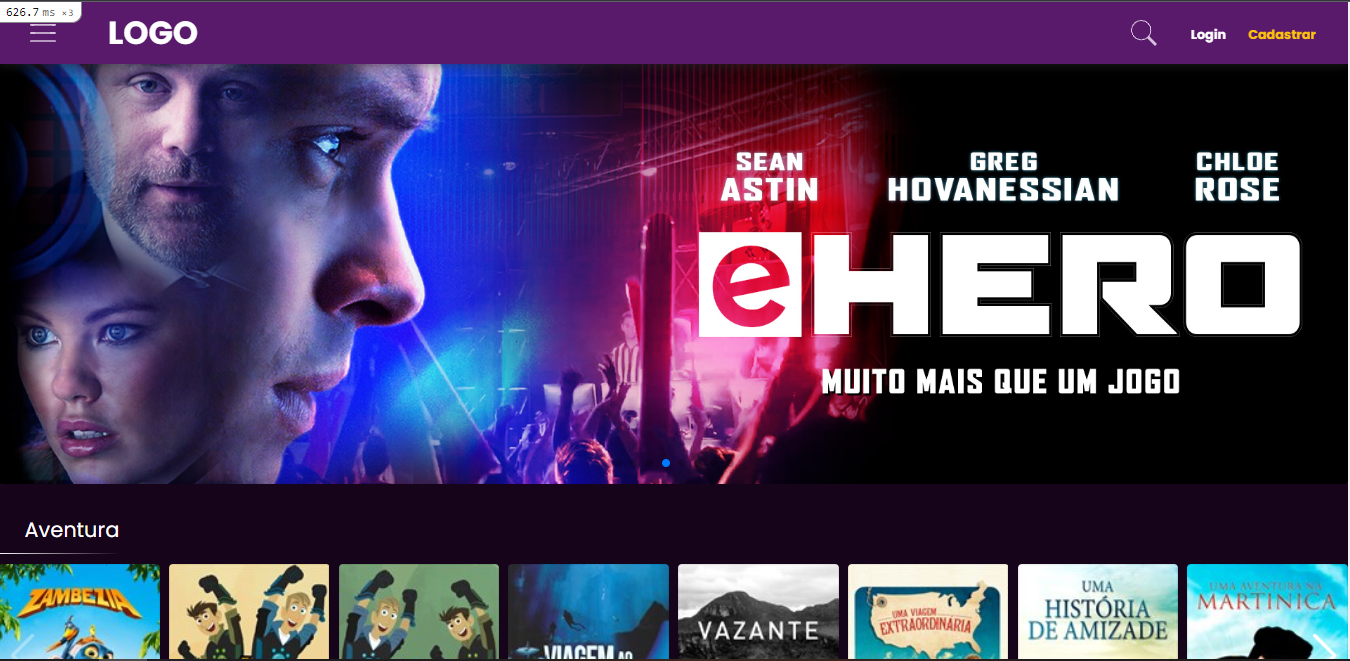 626.7 ms ×3
LOGO
Login Cadastrar
SEAN GREG CHLOE
ASTIN HOVANESSIAN ROSE
eHERO
MUITO MAIS QUE UM JOGO
Aventura
ZAMBEZIA
VIAGEM AO
VAZANTE
UMA VIAGEM
EXTRAORDINÁRIA
UMA
HISTÓRIA
DE AMIZADE
UMA AVENTURA NA
MARTINICA